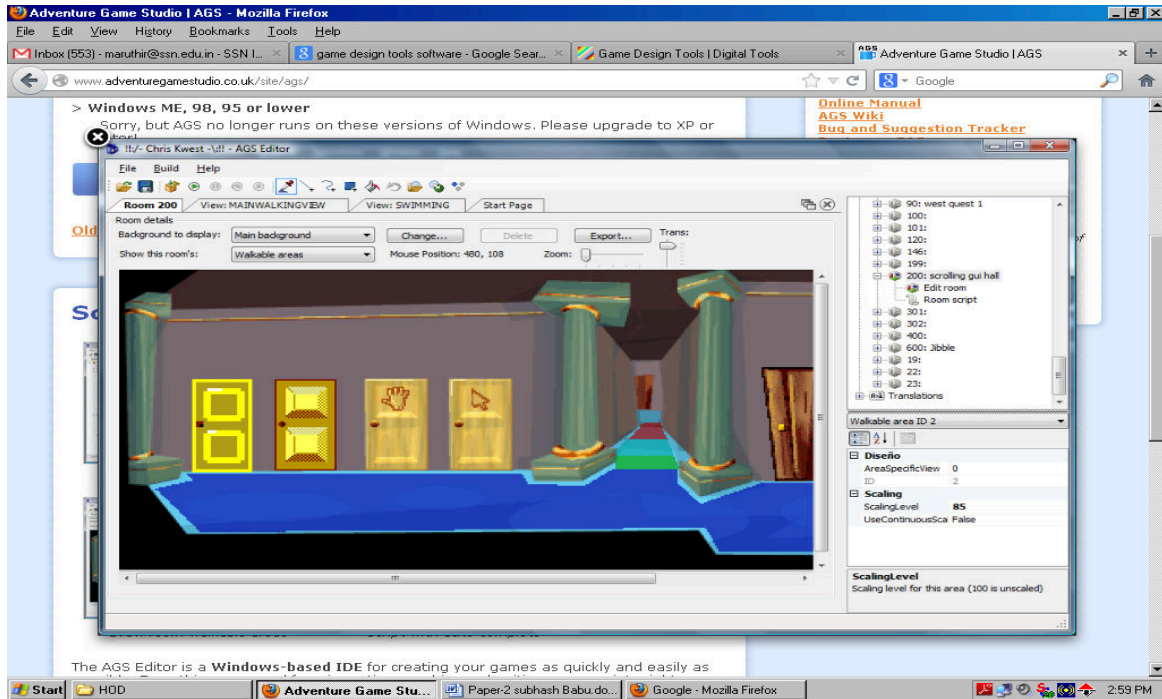 Adventure Game Studio | AGS - Mozilla Firefox
File Edit View History Bookmarks Tools Help
Inbox (553) - maruthir@ssn.edu.in - SSN I...
game design tools software - Google Sear...
Game Design Tools | Digital Tools
AGS Adventure Game Studio | AGS
www.adventuregamestudio.co.uk/site/ags/
Google
> Windows ME, 98, 95 or lower
Sorry, but AGS no longer runs on these versions of Windows. Please upgrade to XP or
Online Manual
AGS Wiki
Bug and Suggestion Tracker
!!:/- Chris Kwest -\:!! - AGS Editor
File Build Help
Room 200 View: MAINWALKINGVIEW View: SWIMMING Start Page
Room details
Background to display: Main background Change... Delete Export... Trans:
Show this room's: Walkable areas Mouse Position: 480, 108 Zoom:
90: west quest 1
100:
101:
120:
146:
199:
200: scrolling gui hall
Edit room
Room script
301:
302:
400:
600: Jibble
19:
22:
23:
Translations
Walkable area ID 2
Diseño
AreaSpecificView 0
ID 2
Scaling
ScalingLevel 85
UseContinuousSca False
ScalingLevel
Scaling level for this area (100 is unscaled)
Old
Sc
of
The AGS Editor is a Windows-based IDE for creating your games as quickly and easily as
Start HDD Adventure Game Stu... Paper-2 subhash Babu.do... Google - Mozilla Firefox 2:59 PM